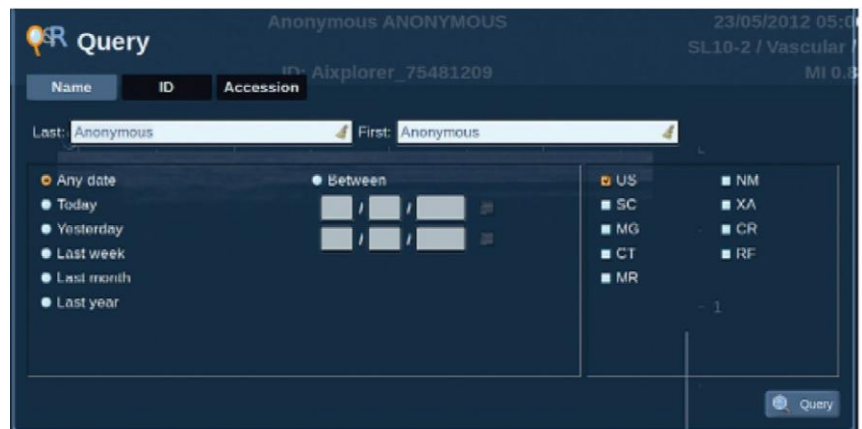 Anonymous ANONYMOUS
23/05/2012 05:0
SR Query
SL10-2 / Vascular /
ID: Aixplorer_75481209
MI 0.8
Name ID Accession
Last: Anonymous First: Anonymous
Any date Between US NM
Today / / SC XA
Yesterday / / MG CR
Last week CT RF
Last month MR
Last year
1
Query